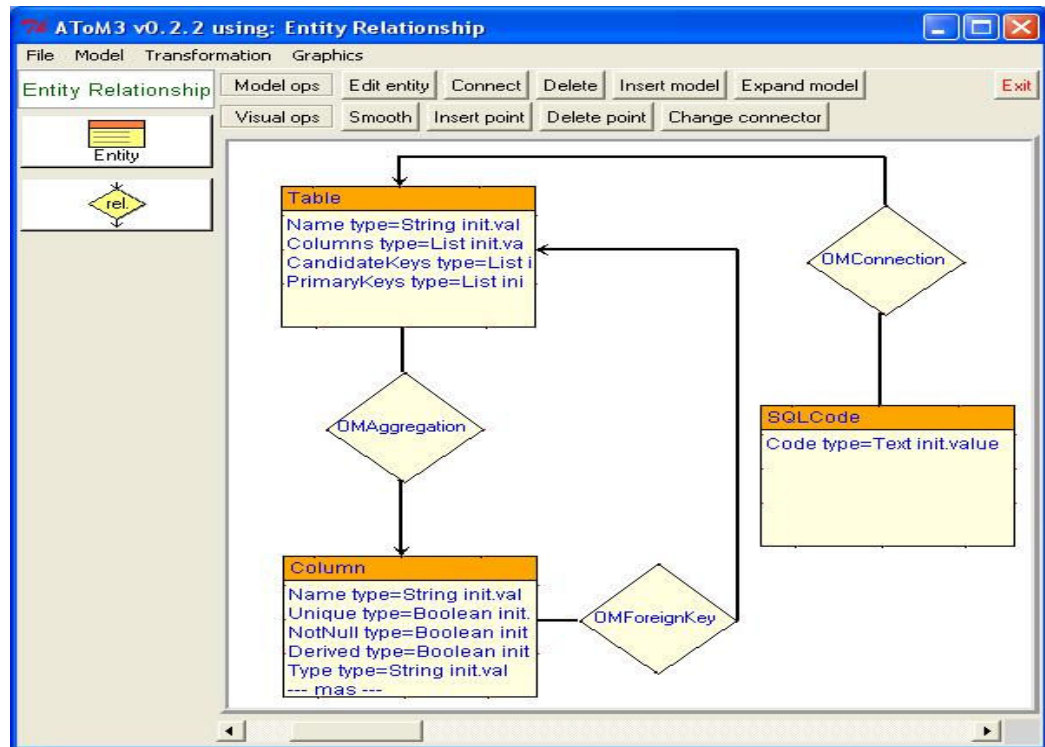 AToM3 v0.2.2 using: Entity Relationship
File Model Transformation Graphics
Entity Relationship
Model ops Edit entity Connect Delete Insert model Expand model Exit
Visual ops Smooth Insert point Delete point Change connector
Entity
rel.
Table
Name type=String init.val
Columns type=List init.va
CandidateKeys type=List i
PrimaryKeys type=List ini
OMConnection
OMAggregation
SQLCode
Code type=Text init.value
Column
Name type=String init.val
Unique type=Boolean init.
NotNull type=Boolean init
Derived type=Boolean init
Type type=String init.val
--- mas ---
OMForeignKey